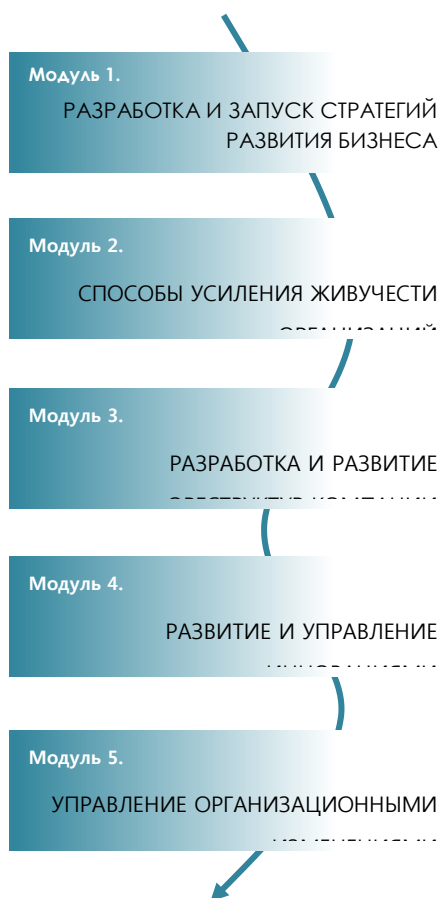 Модуль 1.
РАЗРАБОТКА И ЗАПУСК СТРАТЕГИЙ
РАЗВИТИЯ БИЗНЕСА
Модуль 2.
СПОСОБЫ УСИЛЕНИЯ ЖИВУЧЕСТИ
Модуль 3.
РАЗРАБОТКА И РАЗВИТИЕ
Модуль 4.
РАЗВИТИЕ И УПРАВЛЕНИЕ
Модуль 5.
УПРАВЛЕНИЕ ОРГАНИЗАЦИОННЫМИ